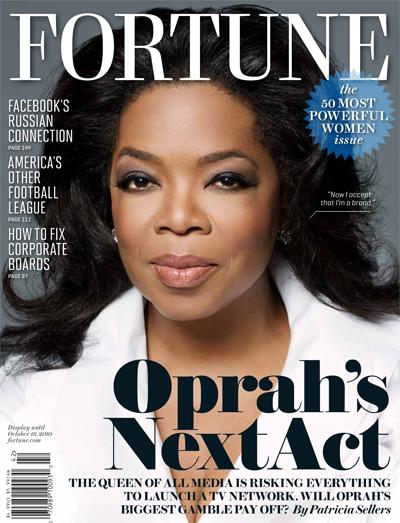 FORTUNE
the
50 MOST
POWERFUL
WOMEN
issue
FACEBOOK'S
RUSSIAN
CONNECTION
PAGE 199
AMERICA'S
OTHER
FOOTBALL
LEAGUE
PAGE 111
HOW TO FIX
CORPORATE
BOARDS
PAGE 97
"Now I accept
that I'm a brand."
Oprah's
Next Act
THE QUEEN OF ALL MEDIA IS RISKING EVERYTHING
TO LAUNCH A TV NETWORK. WILL OPRAH'S
BIGGEST GAMBLE PAY OFF? By Patricia Sellers
Display until
October 18, 2010
fortune.com